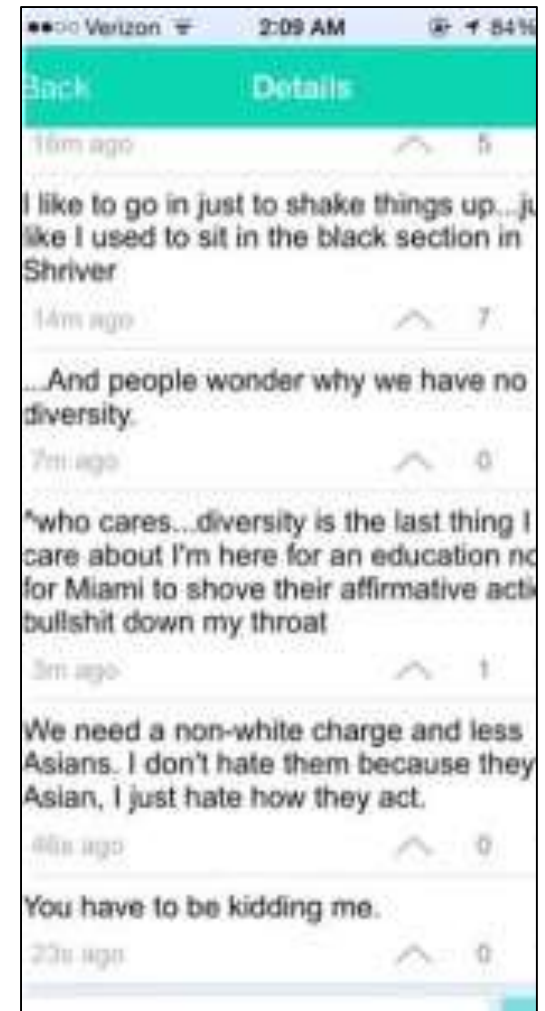 Verizon 2:09 AM 84%
Back Details
16m ago 5
I like to go in just to shake things up...ju
like I used to sit in the black section in
Shriver
14m ago 7
...And people wonder why we have no
diversity.
7m ago 0
^who cares...diversity is the last thing I
care about I'm here for an education no
for Miami to shove their affirmative acti
bullshit down my throat
3m ago 1
We need a non-white charge and less
Asians. I don't hate them because they
Asian, I just hate how they act.
46s ago 0
You have to be kidding me.
23s ago 0